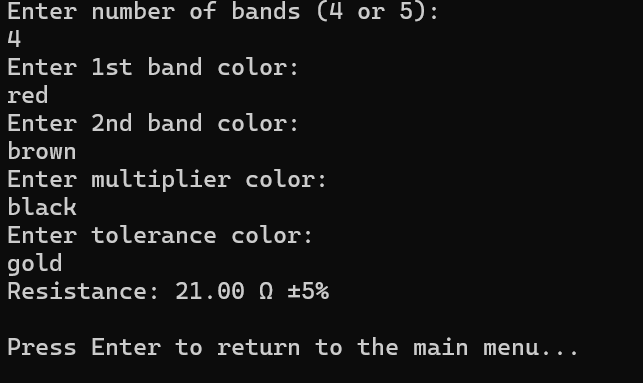 Enter number of bands (4 or 5):
4
Enter 1st band color:
red
Enter 2nd band color:
brown
Enter multiplier color:
black
Enter tolerance color:
gold
Resistance: 21.00 Ω ±5%
Press Enter to return to the main menu...